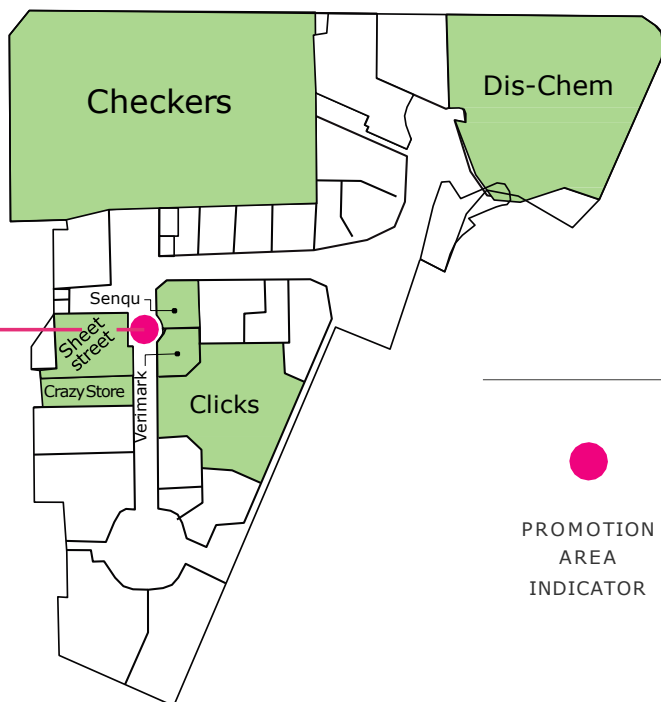 Checkers
Dis-Chem
Senqu
Sheet
street
Verimark
Crazy Store
Clicks
PROMOTION
AREA
INDICATOR